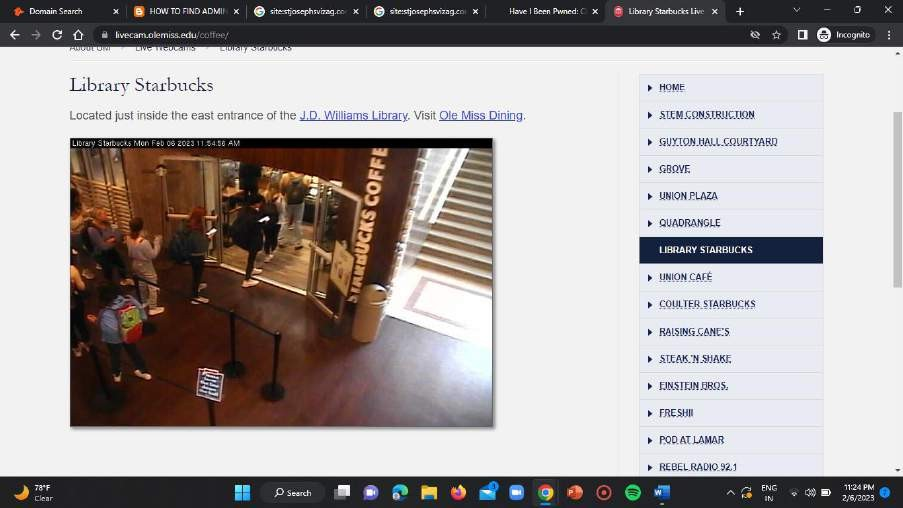 Domain Search
HOW TO FIND ADMIN
site:stjosephsvizag.co
site:stjosephsvizag.co
Have I Been Pwned: C
Library Starbucks Live
livecam.olemiss.edu/coffee/
Incognito
About UM
Live Webcams
Library Starbucks
Library Starbucks
Located just inside the east entrance of the J.D. Williams Library. Visit Ole Miss Dining.
Library Starbucks Mon Feb 06 2023 11:54:56 AM
STARBUCKS COFFEE
HOME
STEM CONSTRUCTION
GUYTON HALL COURTYARD
GROVE
UNION PLAZA
QUADRANGLE
LIBRARY STARBUCKS
UNION CAFÉ
COULTER STARBUCKS
RAISING CANE'S
STEAK 'N SHAKE
EINSTEIN BROS.
FRESHII
POD AT LAMAR
REBEL RADIO 92.1
78°F
Clear
Search
ENG
IN
11:24 PM
2/6/2023